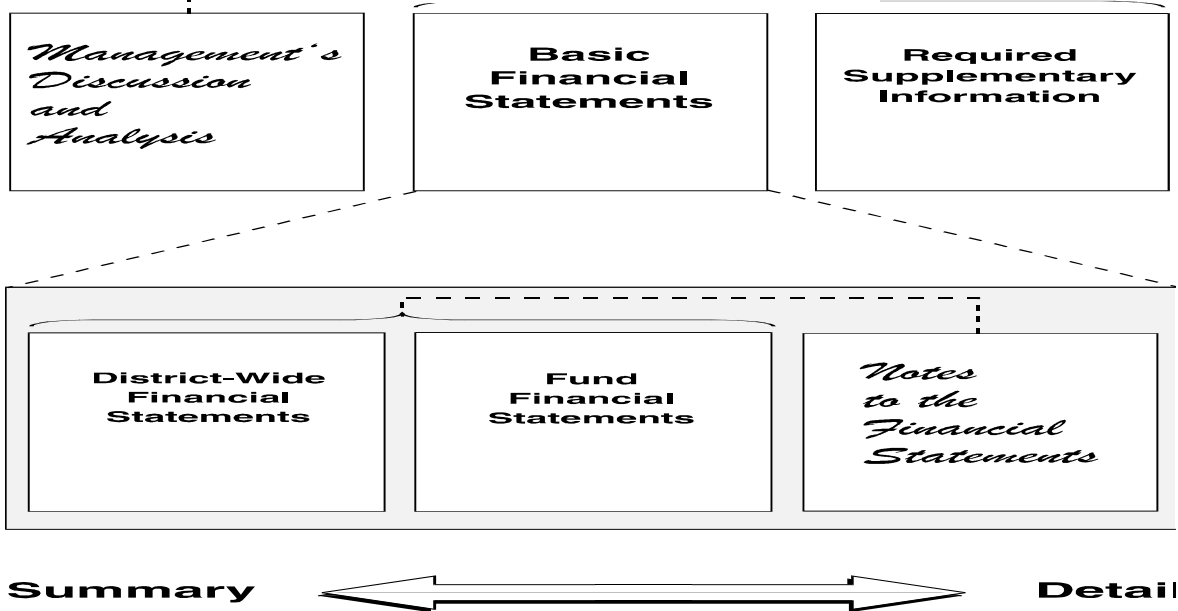 Management's
Discussion
and
Analysis
Basic
Financial
Statements
Required
Supplementary
Information
District-Wide
Financial
Statements
Fund
Financial
Statements
Notes
to the
Financial
Statements
Summary
Detail